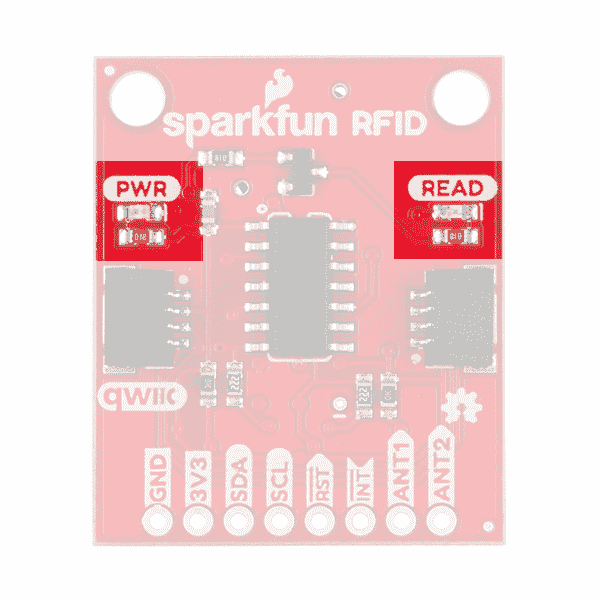 sparkfun RFID
PWR
READ
qwiic
GND
3V3
SDA
SCL
RST
INT
ANT1
ANT2